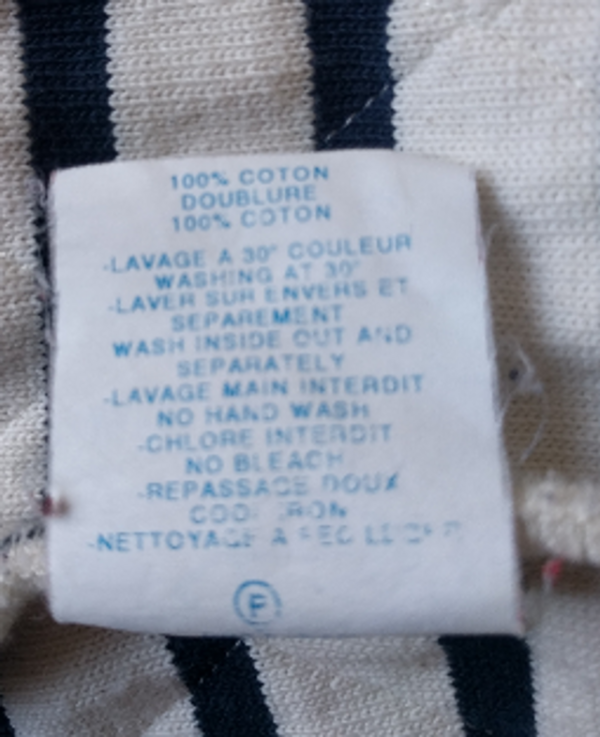 100% COTON
DOUBLURE
100% COTON
-LAVAGE A 30° COULEUR
WASHING AT 30°
-LAVER SUR ENVERS ET
SEPAREMENT
WASH INSIDE OUT AND
SEPARATELY
-LAVAGE MAIN INTERDIT
NO HAND WASH
-CHLORE INTERDIT
NO BLEACH
-REPASSAGE DOUX
COOL IRON
-NETTOYAGE A SEC
F